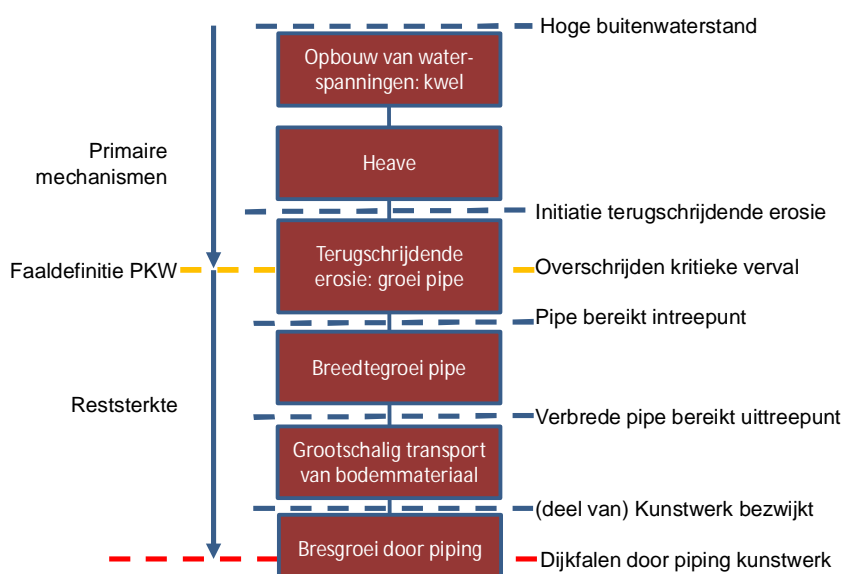 Hoge buitenwaterstand
Opbouw van water-
spanningen: kwel
Primaire
mechanismen
Heave
Initiatie terugschrijdende erosie
Terugschrijdende
erosie: groei pipe
Faaldefinitie PKW
Overschrijden kritieke verval
Pipe bereikt intreepunt
Breedtegroei pipe
Reststerkte
Verbrede pipe bereikt uittreepunt
Grootschalig transport
van bodemmateriaal
(deel van) Kunstwerk bezwijkt
Bresgroei door piping
Dijkfalen door piping kunstwerk